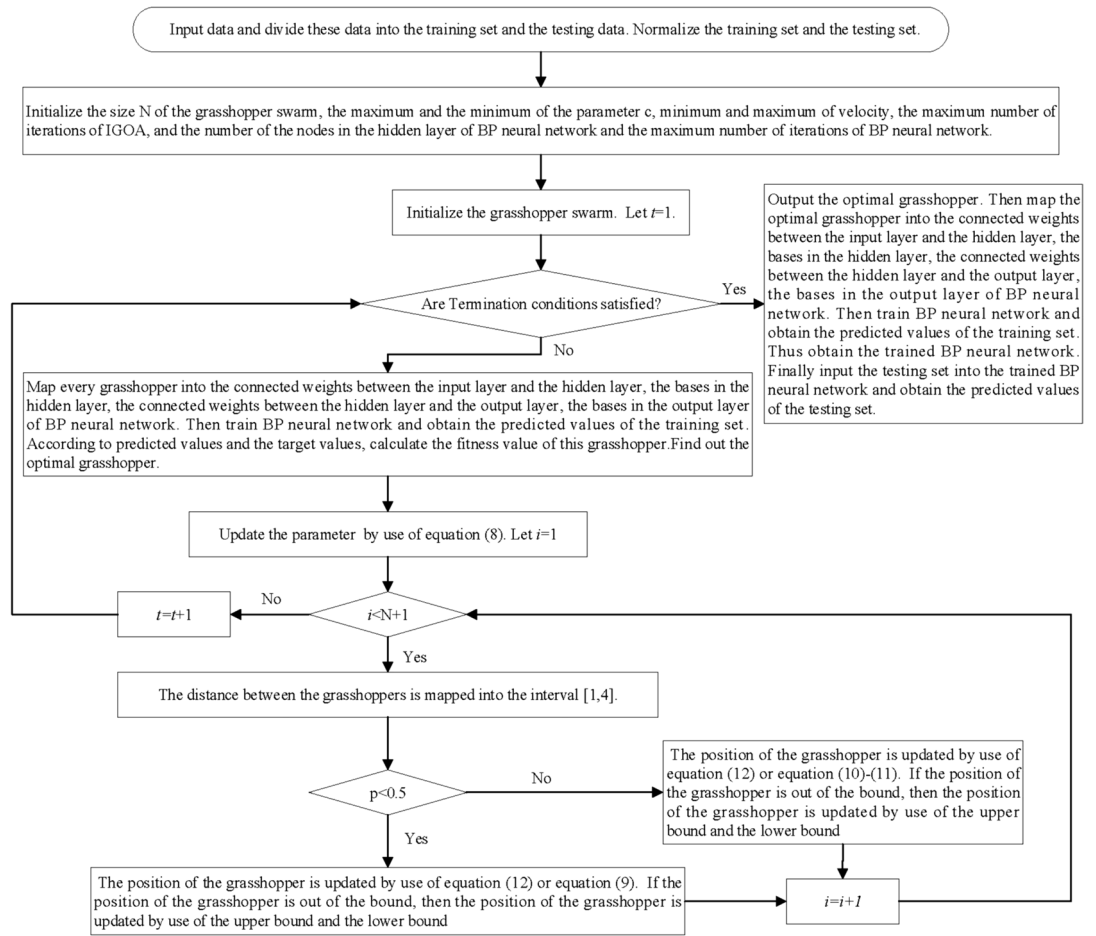 Input data and divide these data into the training set and the testing data. Normalize the training set and the testing set.
Initialize the size N of the grasshopper swarm, the maximum and the minimum of the parameter c, minimum and maximum of velocity, the maximum number of
iterations of IGOA, and the number of the nodes in the hidden layer of BP neural network and the maximum number of iterations of BP neural network.
Initialize the grasshopper swarm. Let t=1.
Are Termination conditions satisfied?
Yes
Output the optimal grasshopper. Then map the
optimal grasshopper into the connected weights
between the input layer and the hidden layer, the
bases in the hidden layer, the connected weights
between the hidden layer and the output layer,
the bases in the output layer of BP neural
network. Then train BP neural network and
obtain the predicted values of the training set.
Thus obtain the trained BP neural network.
Finally input the testing set into the trained BP
neural network and obtain the predicted values
of the testing set.
No
Map every grasshopper into the connected weights between the input layer and the hidden layer, the bases in the
hidden layer, the connected weights between the hidden layer and the output layer, the bases in the output layer
of BP neural network. Then train BP neural network and obtain the predicted values of the training set.
According to predicted values and the target values, calculate the fitness value of this grasshopper.Find out the
optimal grasshopper.
Update the parameter by use of equation (8). Let i=1
i<N+1
No
t=t+1
Yes
The distance between the grasshoppers is mapped into the interval [1,4].
p<0.5
No
The position of the grasshopper is updated by use of
equation (12) or equation (10)-(11). If the position of
the grasshopper is out of the bound, then the position
of the grasshopper is updated by use of the upper
bound and the lower bound
Yes
The position of the grasshopper is updated by use of equation (12) or equation (9). If the
position of the grasshopper is out of the bound, then the position of the grasshopper is
updated by use of the upper bound and the lower bound
i=i+1